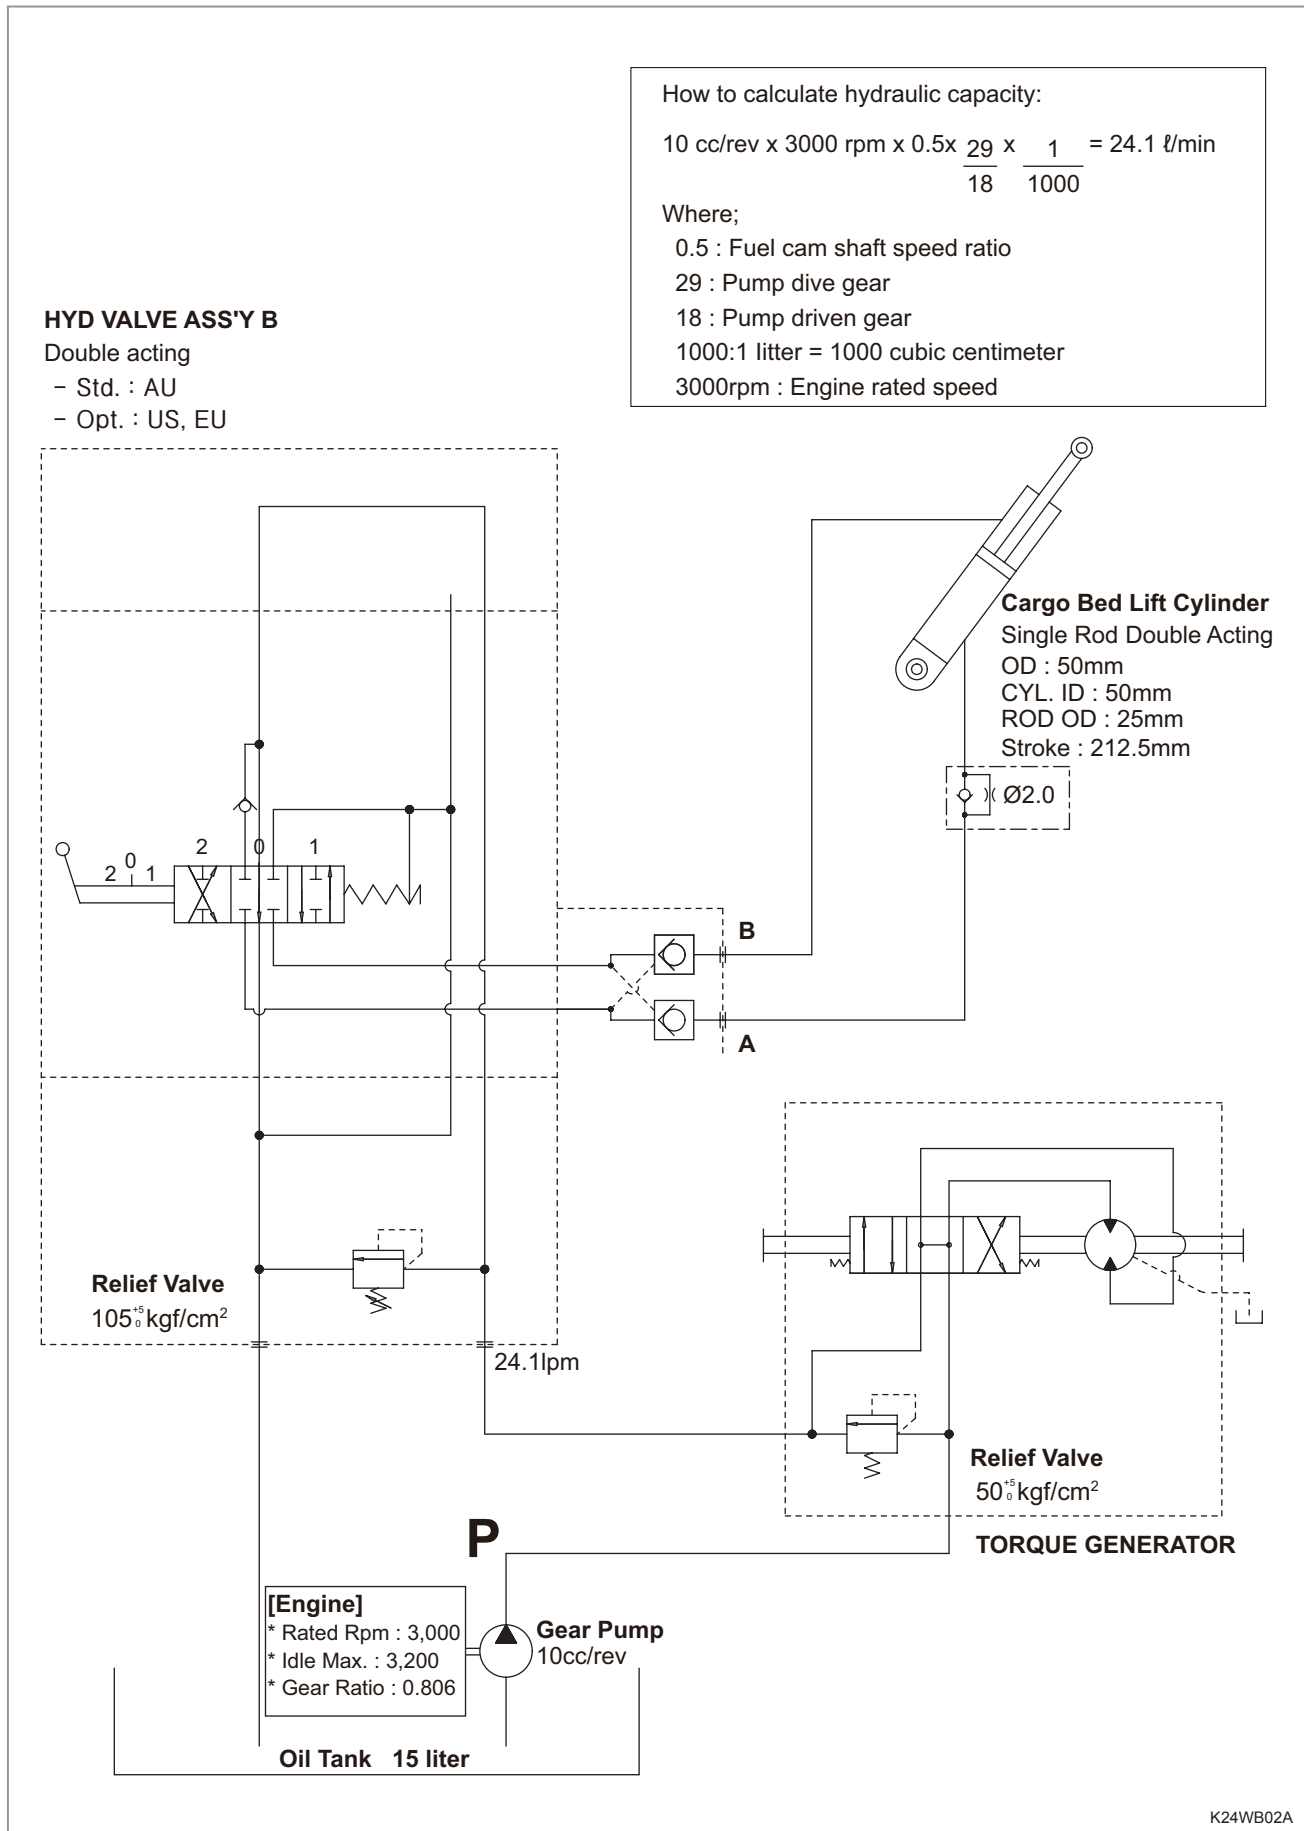 How to calculate hydraulic capacity:
10 cc/rev x 3000 rpm x 0.5x 29/18 x 1/1000 = 24.1 ℓ/min
Where;
0.5 : Fuel cam shaft speed ratio
29 : Pump dive gear
18 : Pump driven gear
1000:1 litter = 1000 cubic centimeter
3000rpm : Engine rated speed
HYD VALVE ASS'Y B
Double acting
- Std. : AU
- Opt. : US, EU
Cargo Bed Lift Cylinder
Single Rod Double Acting
OD : 50mm
CYL. ID : 50mm
ROD OD : 25mm
Stroke : 212.5mm
Ø2.0
2 0 1
2 0 1
B
A
Relief Valve
105 +5 0 kgf/cm²
24.1lpm
Relief Valve
50 +5 0 kgf/cm²
TORQUE GENERATOR
P
[Engine]
* Rated Rpm : 3,000
* Idle Max. : 3,200
* Gear Ratio : 0.806
Gear Pump
10cc/rev
Oil Tank 15 liter
K24WB02A